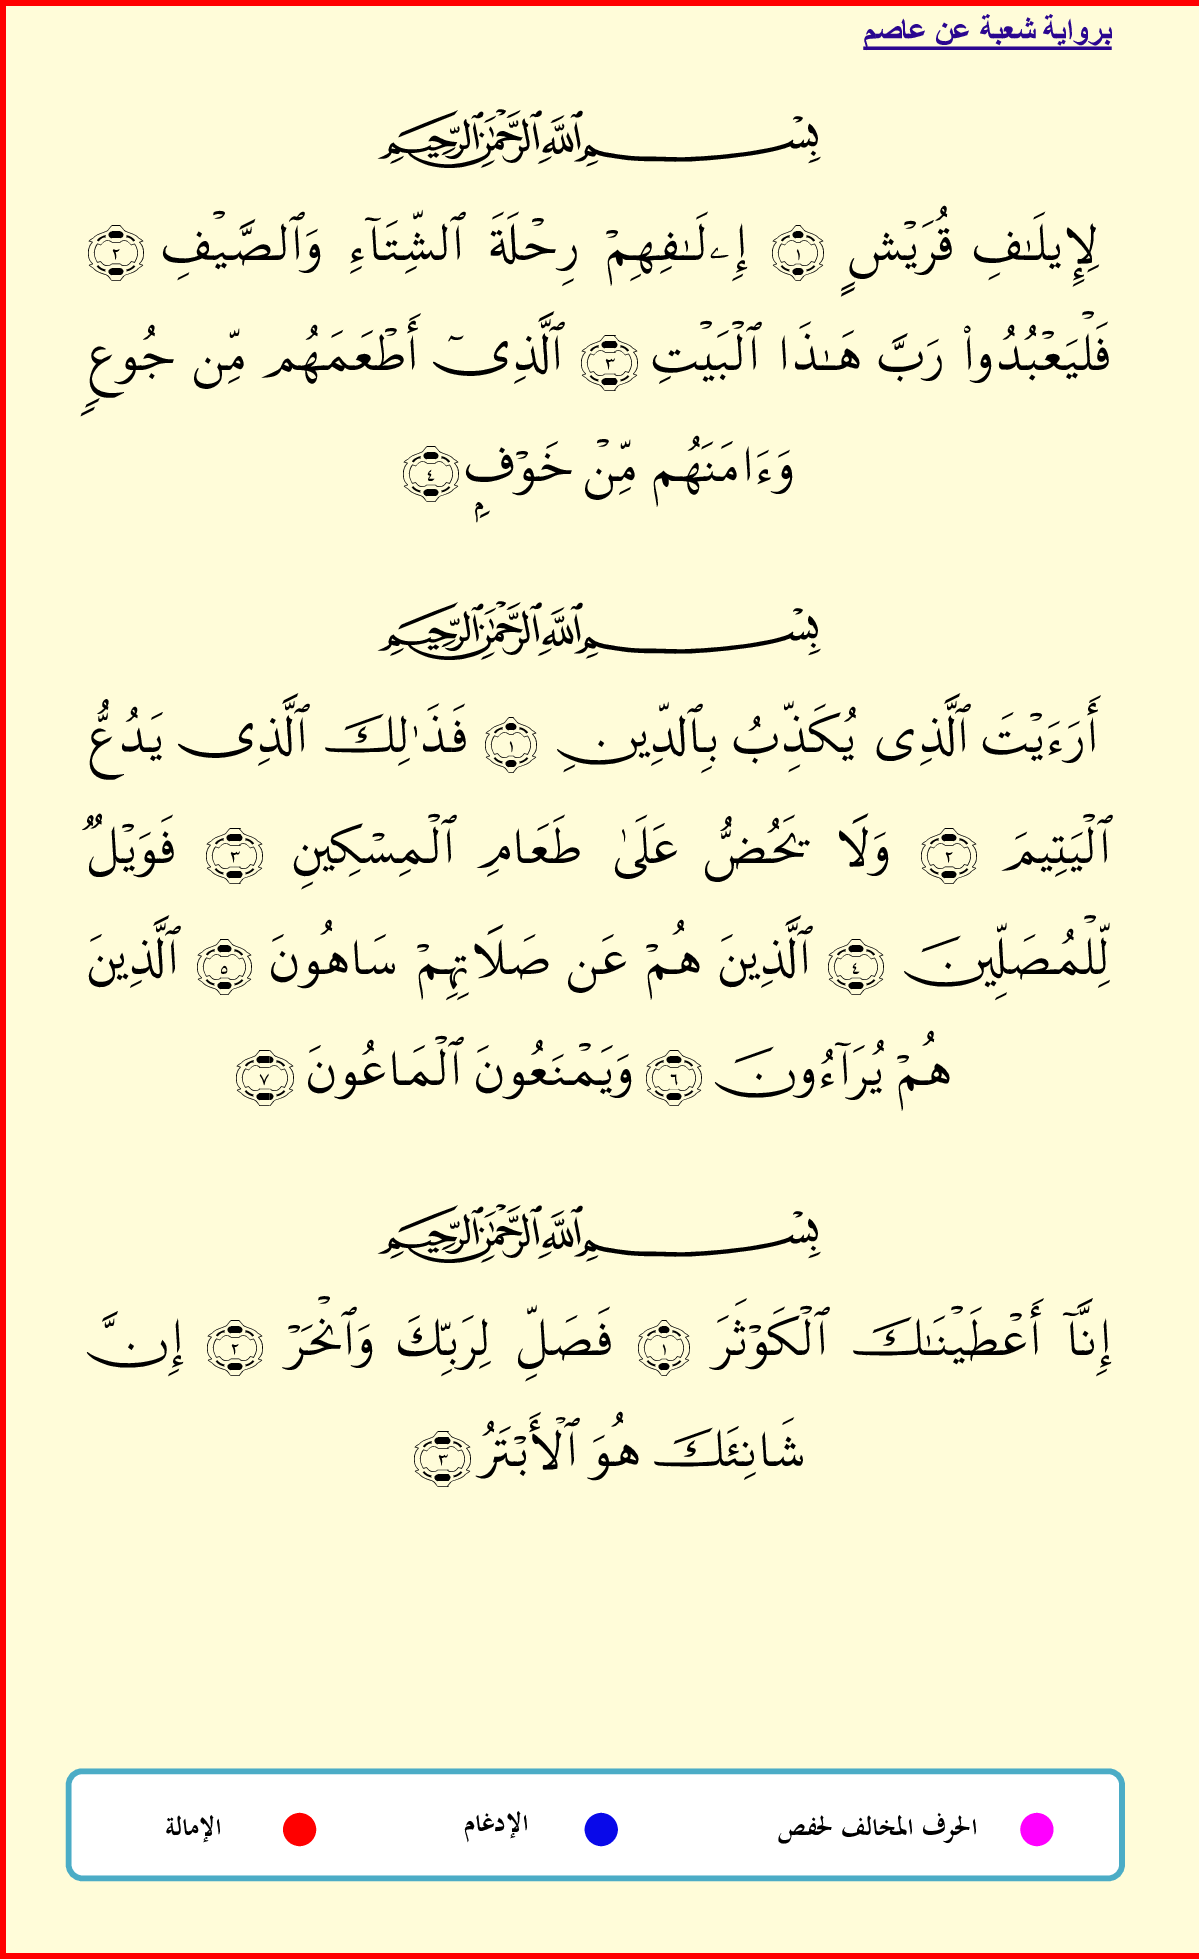 برواية شعبة عن عاصم
بِسْمِ ٱللَّهِ ٱلرَّحْمَٰنِ ٱلرَّحِيمِ
لِإِيلَـٰفِ قُرَيْشٍ ١ إِۦلَـٰفِهِمْ رِحْلَةَ ٱلشِّتَآءِ وَٱلصَّيْفِ ٢
فَلْيَعْبُدُوا۟ رَبَّ هَـٰذَا ٱلْبَيْتِ ٣ ٱلَّذِىٓ أَطْعَمَهُم مِّن جُوعٍ
وَءَامَنَهُم مِّنْ خَوْفِۭ ٤
بِسْمِ ٱللَّهِ ٱلرَّحْمَٰنِ ٱلرَّحِيمِ
أَرَءَيْتَ ٱلَّذِى يُكَذِّبُ بِٱلدِّينِ ١ فَذَٰلِكَ ٱلَّذِى يَدُعُّ
ٱلْيَتِيمَ ٢ وَلَا يَحُضُّ عَلَىٰ طَعَامِ ٱلْمِسْكِينِ ٣ فَوَيْلٌ
لِّلْمُصَلِّينَ ٤ ٱلَّذِينَ هُمْ عَن صَلَاتِهِمْ سَاهُونَ ٥ ٱلَّذِينَ
هُمْ يُرَآءُونَ ٦ وَيَمْنَعُونَ ٱلْمَاعُونَ ٧
بِسْمِ ٱللَّهِ ٱلرَّحْمَٰنِ ٱلرَّحِيمِ
إِنَّآ أَعْطَيْنَـٰكَ ٱلْكَوْثَرَ ١ فَصَلِّ لِرَبِّكَ وَٱنْحَرْ ٢ إِنَّ
شَانِئَكَ هُوَ ٱلْأَبْتَرُ ٣
الحرف المخالف لحفص
الإدغام
الإمالة